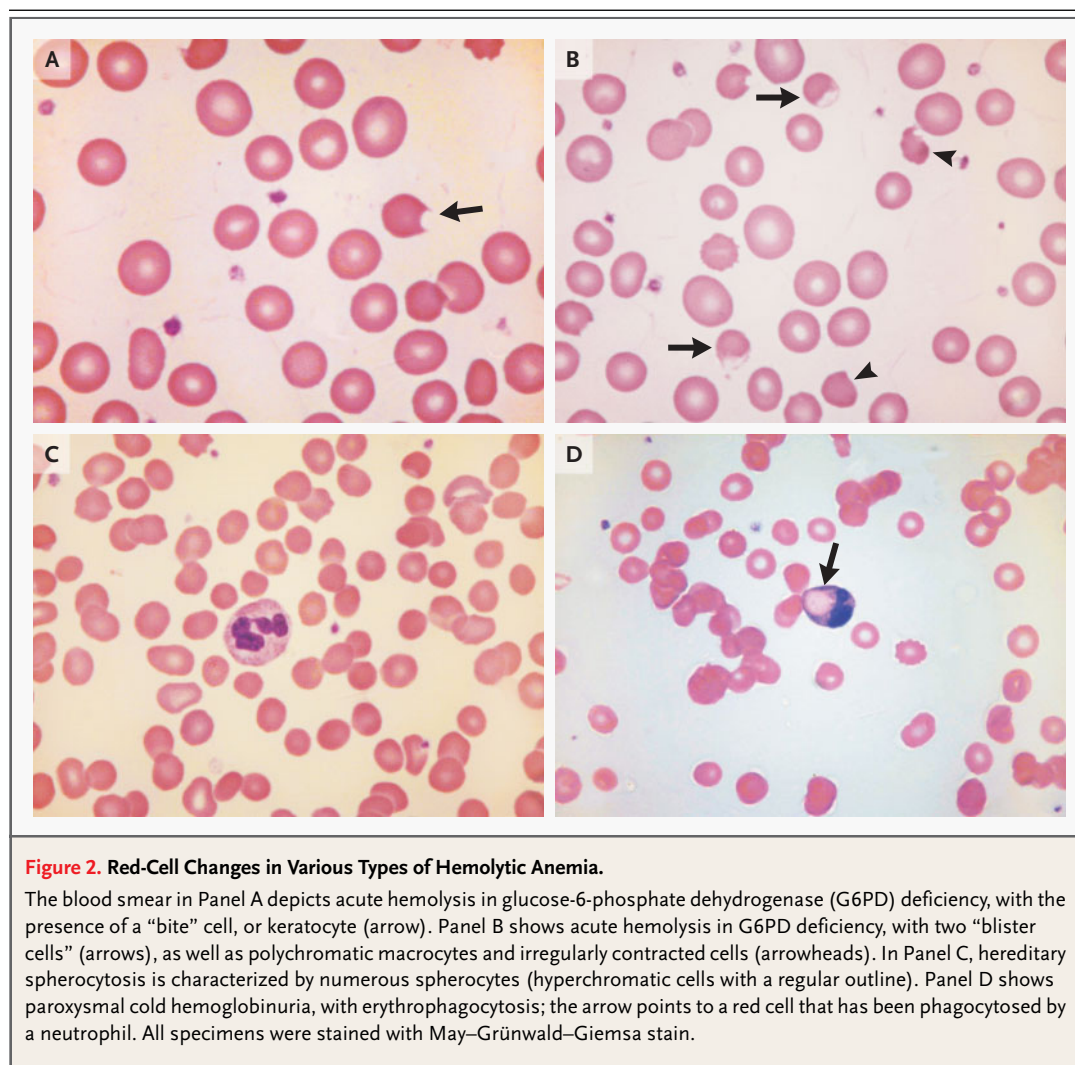 A
B
C
D
Figure 2. Red-Cell Changes in Various Types of Hemolytic Anemia.
The blood smear in Panel A depicts acute hemolysis in glucose-6-phosphate dehydrogenase (G6PD) deficiency, with the
presence of a “bite” cell, or keratocyte (arrow). Panel B shows acute hemolysis in G6PD deficiency, with two “blister
cells” (arrows), as well as polychromatic macrocytes and irregularly contracted cells (arrowheads). In Panel C, hereditary
spherocytosis is characterized by numerous spherocytes (hyperchromatic cells with a regular outline). Panel D shows
paroxysmal cold hemoglobinuria, with erythrophagocytosis; the arrow points to a red cell that has been phagocytosed by
a neutrophil. All specimens were stained with May–Grünwald–Giemsa stain.